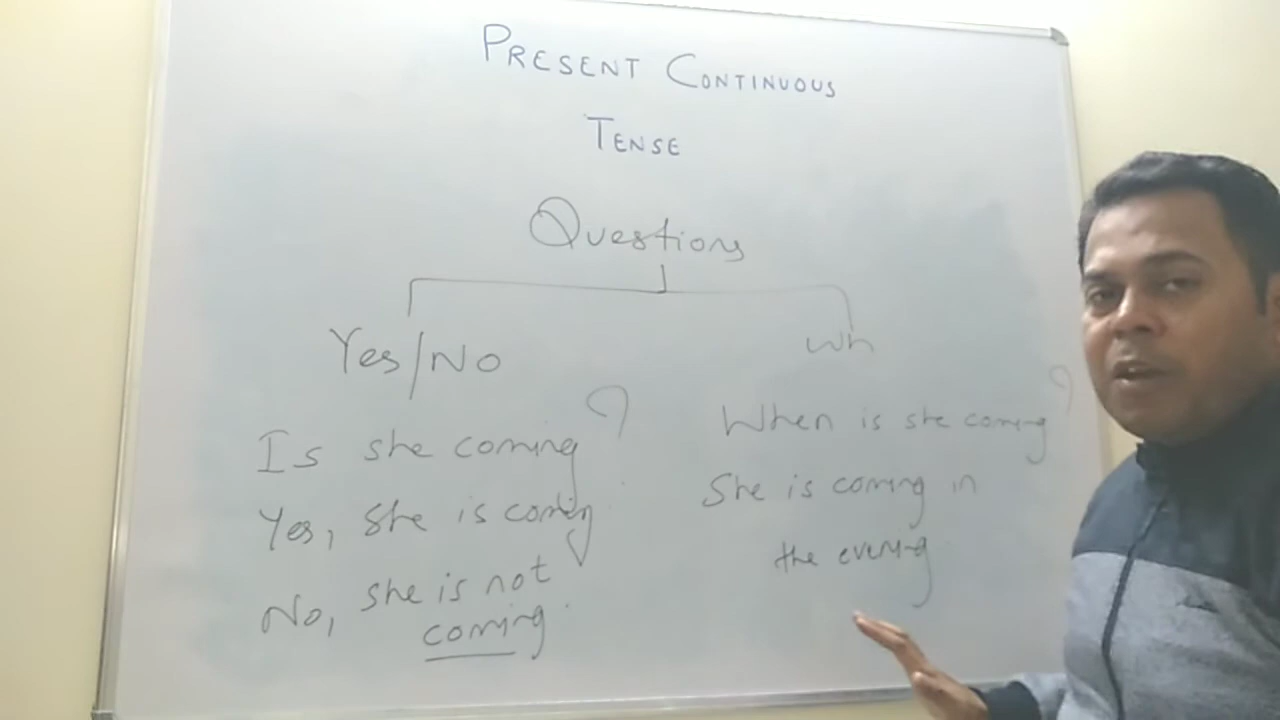 PRESENT CONTINUOUS
TENSE
Questions
Yes/No
Is she coming?
Yes, she is coming.
No, she is not
coming.
Wh
When is she coming?
She is coming in
the evening